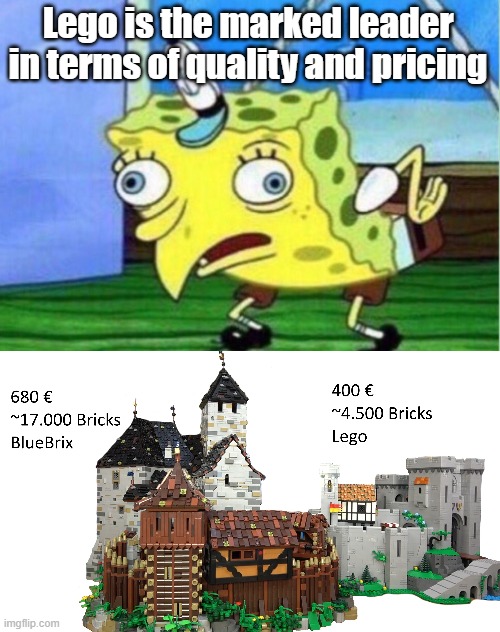 Lego is the marked leader
in terms of quality and pricing
680 €
~17.000 Bricks
BlueBrix
400 €
~4.500 Bricks
Lego
imgflip.com